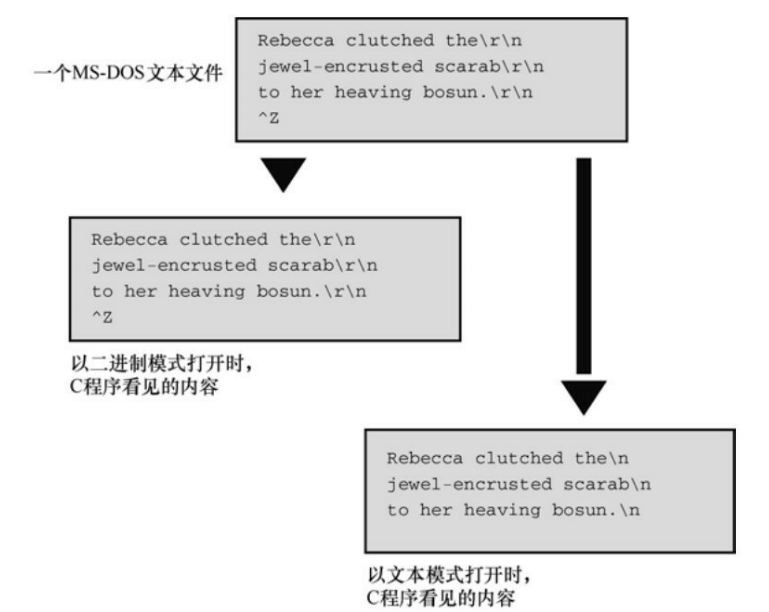 一个MS-DOS文本文件
Rebecca clutched the\r\n
jewel-encrusted scarab\r\n
to her heaving bosun.\r\n
^Z
Rebecca clutched the\r\n
jewel-encrusted scarab\r\n
to her heaving bosun.\r\n
^Z
以二进制模式打开时，
C程序看见的内容
Rebecca clutched the\n
jewel-encrusted scarab\n
to her heaving bosun.\n
以文本模式打开时，
C程序看见的内容